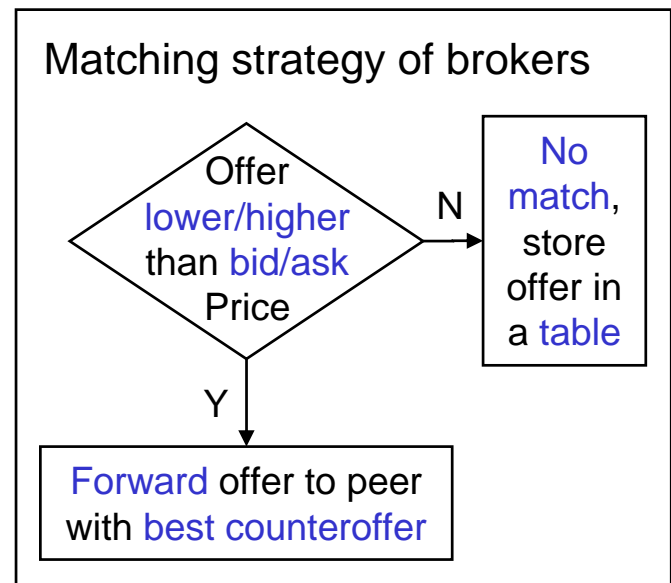 Matching strategy of brokers
Offer
lower/higher
than bid/ask
Price
N
No
match,
store
offer in
a table
Y
Forward offer to peer
with best counteroffer